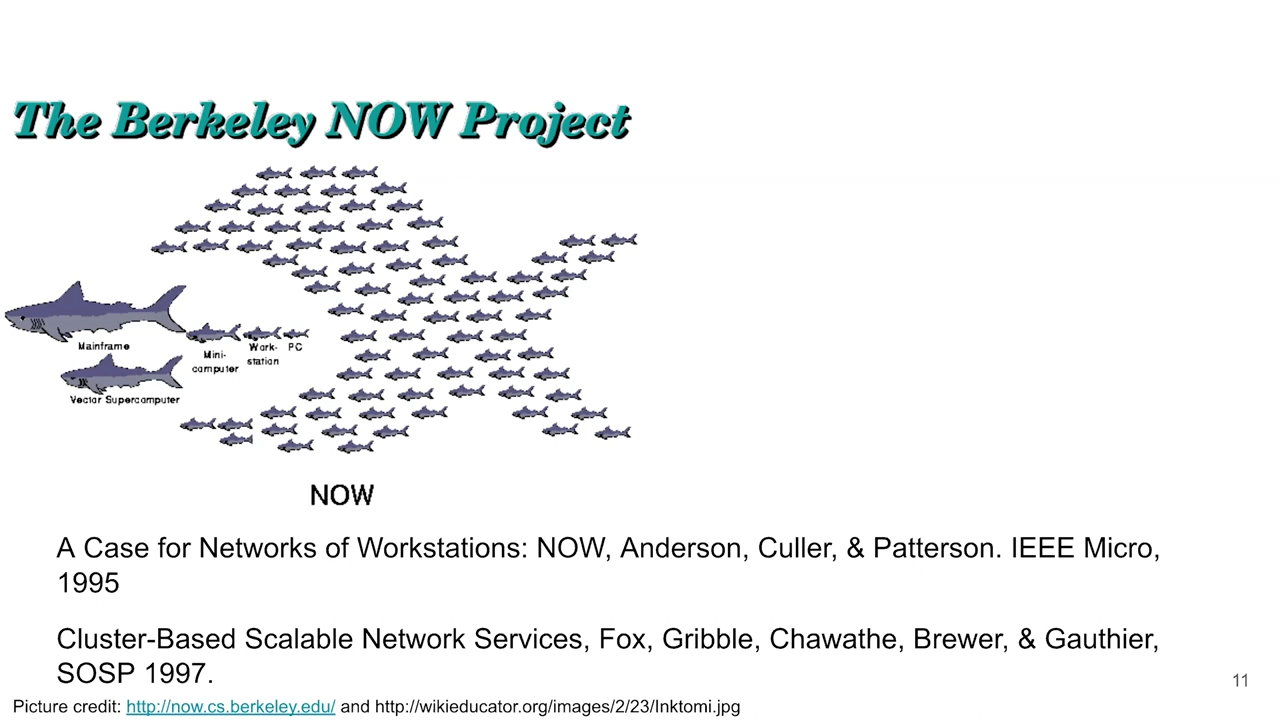 The Berkeley NOW Project
Mainframe
Mini-
computer
Work-
station
PC
Vector Supercomputer
NOW
A Case for Networks of Workstations: NOW, Anderson, Culler, & Patterson. IEEE Micro,
1995
Cluster-Based Scalable Network Services, Fox, Gribble, Chawathe, Brewer, & Gauthier,
SOSP 1997.
11
Picture credit: http://now.cs.berkeley.edu/ and http://wikieducator.org/images/2/23/Inktomi.jpg